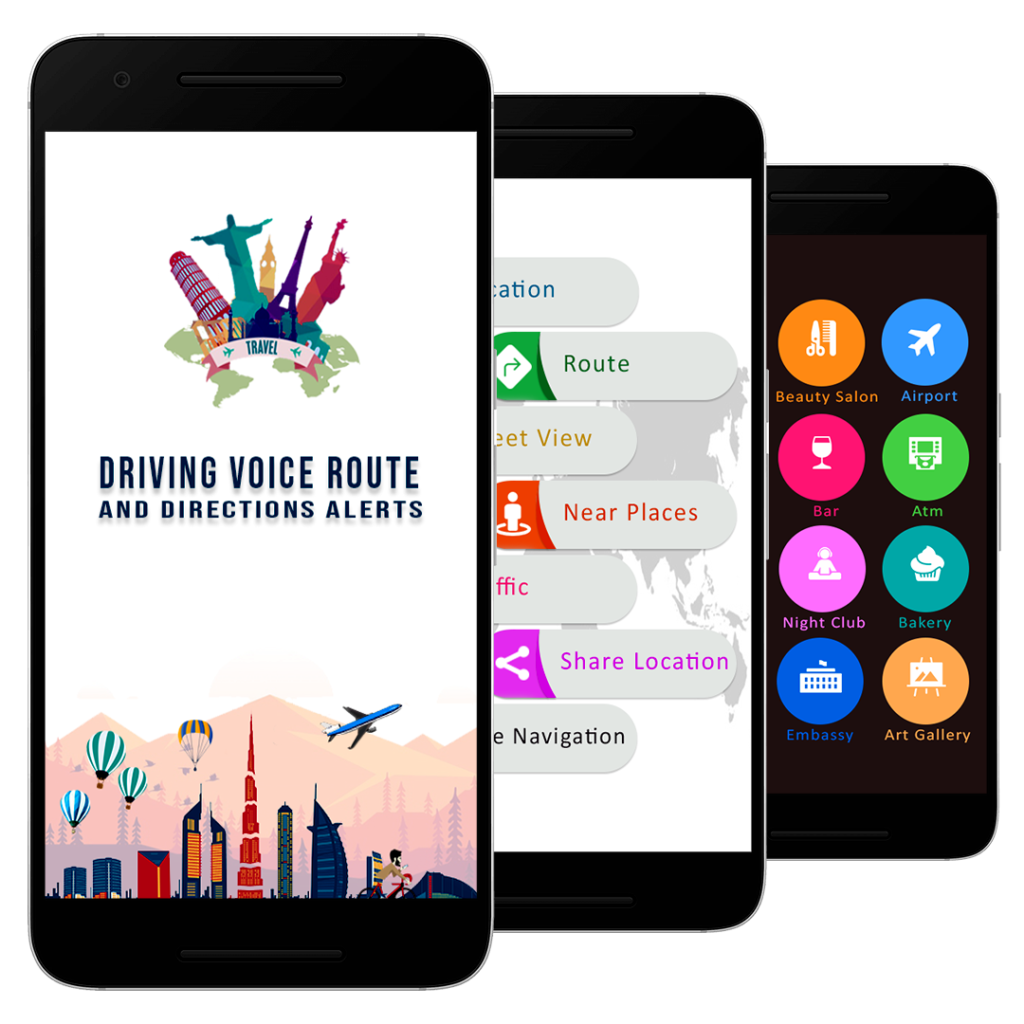 TRAVEL
DRIVING VOICE ROUTE
AND DIRECTIONS ALERTS
cation
Route
eet View
Near Places
ffic
Share Location
e Navigation
Beauty Salon
Airport
Bar
Atm
Night Club
Bakery
Embassy
Art Gallery